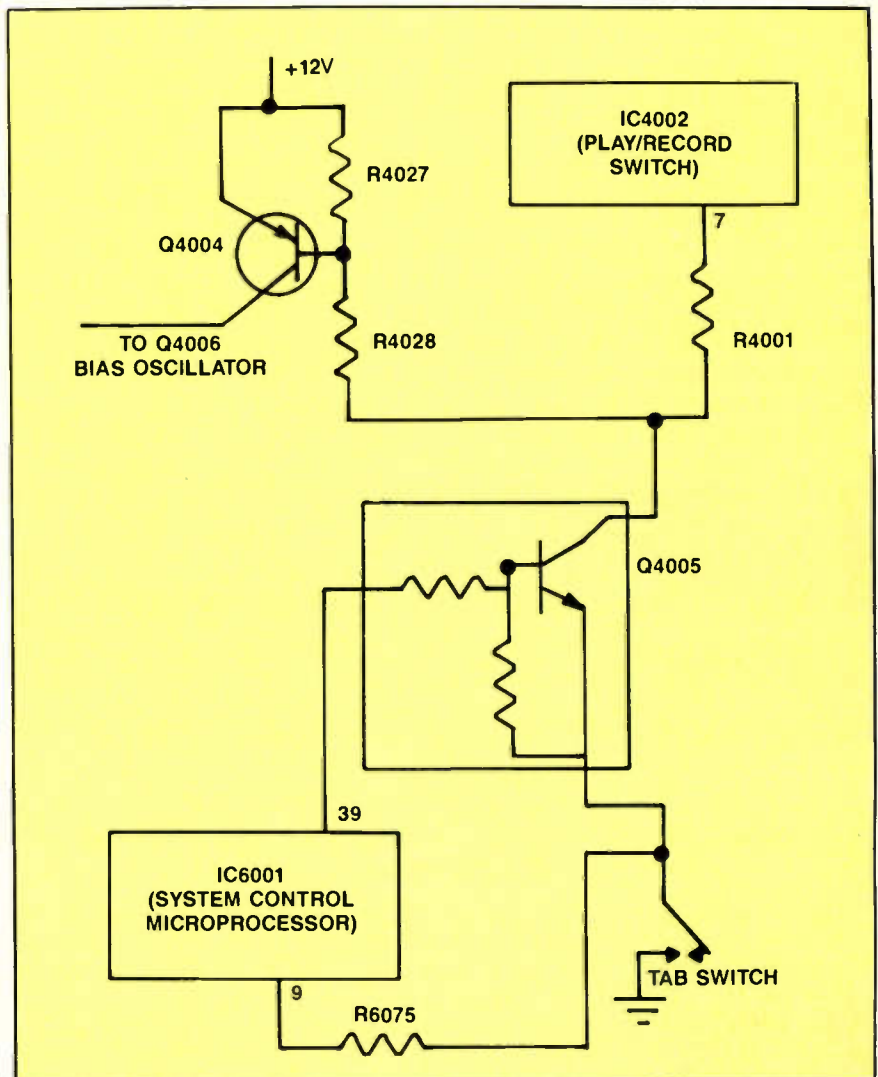 +12V
IC4002
(PLAY/RECORD
SWITCH)
R4027
7
Q4004
R4028
R4001
TO Q4006
BIAS OSCILLATOR
Q4005
39
IC6001
(SYSTEM CONTROL
MICROPROCESSOR)
TAB SWITCH
9
R6075